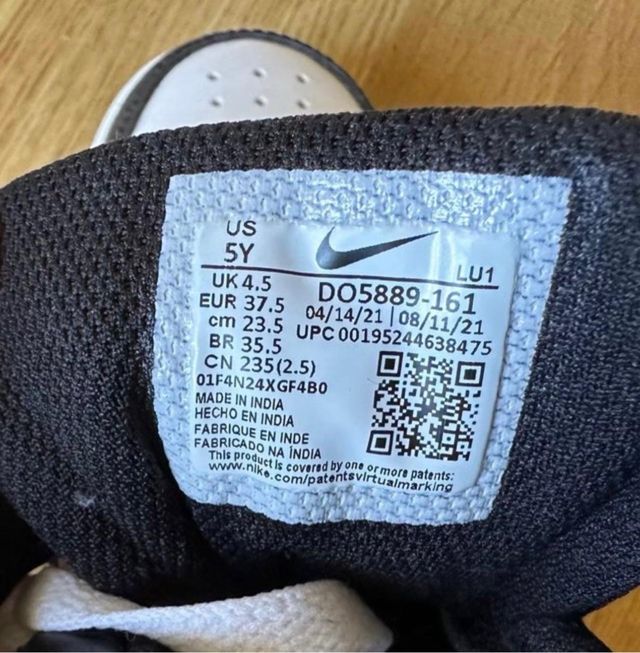 US
5Y
LU1
UK 4.5
DO5889-161
EUR 37.5
04/14/21 | 08/11/21
cm 23.5
UPC 00195244638475
BR 35.5
CN 235(2.5)
01F4N24XGF4B0
MADE IN INDIA
HECHO EN INDIA
FABRIQUE EN INDE
FABRICADO NA ÍNDIA
This product is covered by one or more patents:
www.nike.com/patentsvirtualmarking